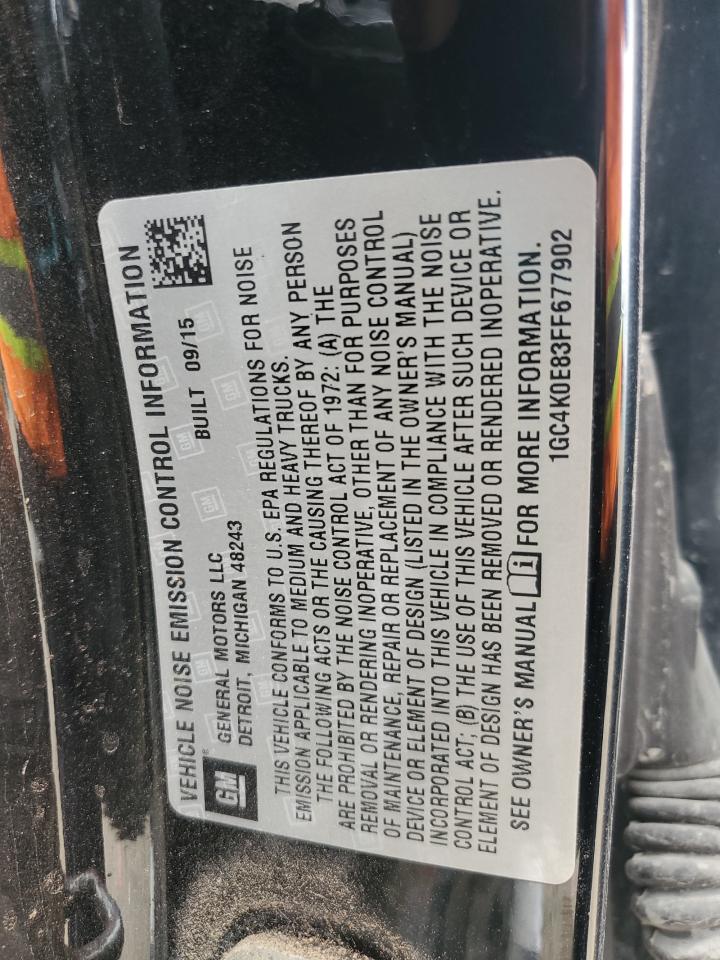 VEHICLE NOISE EMISSION CONTROL INFORMATION
GM
GENERAL MOTORS LLC
DETROIT, MICHIGAN 48243
BUILT 09/15
THIS VEHICLE CONFORMS TO U.S. EPA REGULATIONS FOR NOISE
EMISSION APPLICABLE TO MEDIUM AND HEAVY TRUCKS.
THE FOLLOWING ACTS OR THE CAUSING THEREOF BY ANY PERSON
ARE PROHIBITED BY THE NOISE CONTROL ACT OF 1972: (A) THE
REMOVAL OR RENDERING INOPERATIVE, OTHER THAN FOR PURPOSES
OF MAINTENANCE, REPAIR OR REPLACEMENT OF ANY NOISE CONTROL
DEVICE OR ELEMENT OF DESIGN (LISTED IN THE OWNER'S MANUAL)
INCORPORATED INTO THIS VEHICLE IN COMPLIANCE WITH THE NOISE
CONTROL ACT; (B) THE USE OF THIS VEHICLE AFTER SUCH DEVICE OR
ELEMENT OF DESIGN HAS BEEN REMOVED OR RENDERED INOPERATIVE.
SEE OWNER'S MANUAL FOR MORE INFORMATION.
1GC4K0E83FF677902